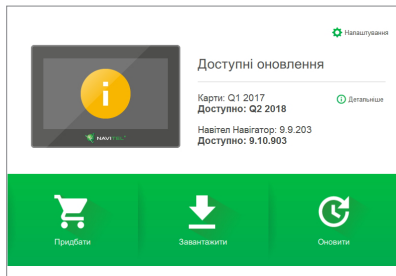 Налаштування
Доступні оновлення
Карти: Q1 2017
Доступно: Q2 2018
Детальніше
Навітел Навігатор: 9.9.203
Доступно: 9.10.903
NAVITEL
Придбати
Завантажити
Оновити